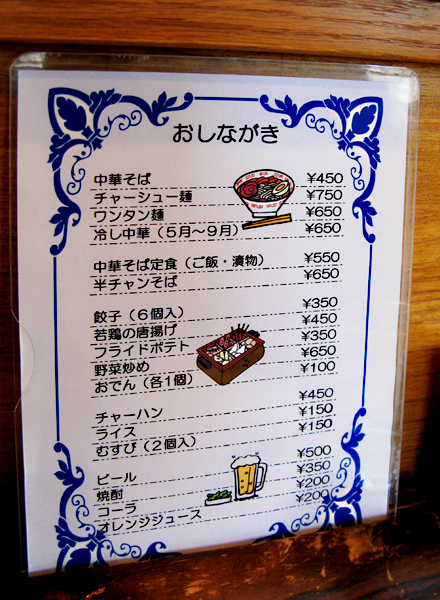 おしながき
中華そば ¥450
チャーシュー麺 ¥750
ワンタン麺 ¥650
冷し中華(5月~9月) ¥650
中華そば定食(ご飯・漬物) ¥550
半チャンそば ¥650
餃子(6個入) ¥350
若鶏の唐揚げ ¥450
フライドポテト ¥350
野菜炒め ¥650
おでん(各1個) ¥100
チャーハン ¥450
ライス ¥150
むすび(2個入) ¥150
ビール ¥500
焼酎 ¥350
コーラ ¥200
オレンジジュース ¥200